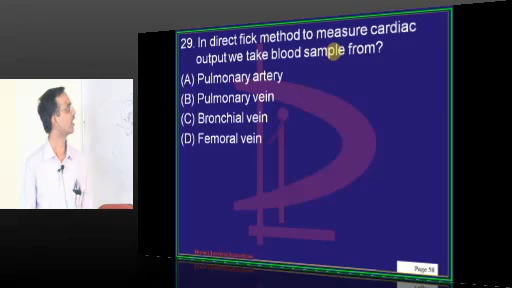 29. In direct fick method to measure cardiac
output we take blood sample from?
(A) Pulmonary artery
(B) Pulmonary vein
(C) Bronchial vein
(D) Femoral vein
Page 58